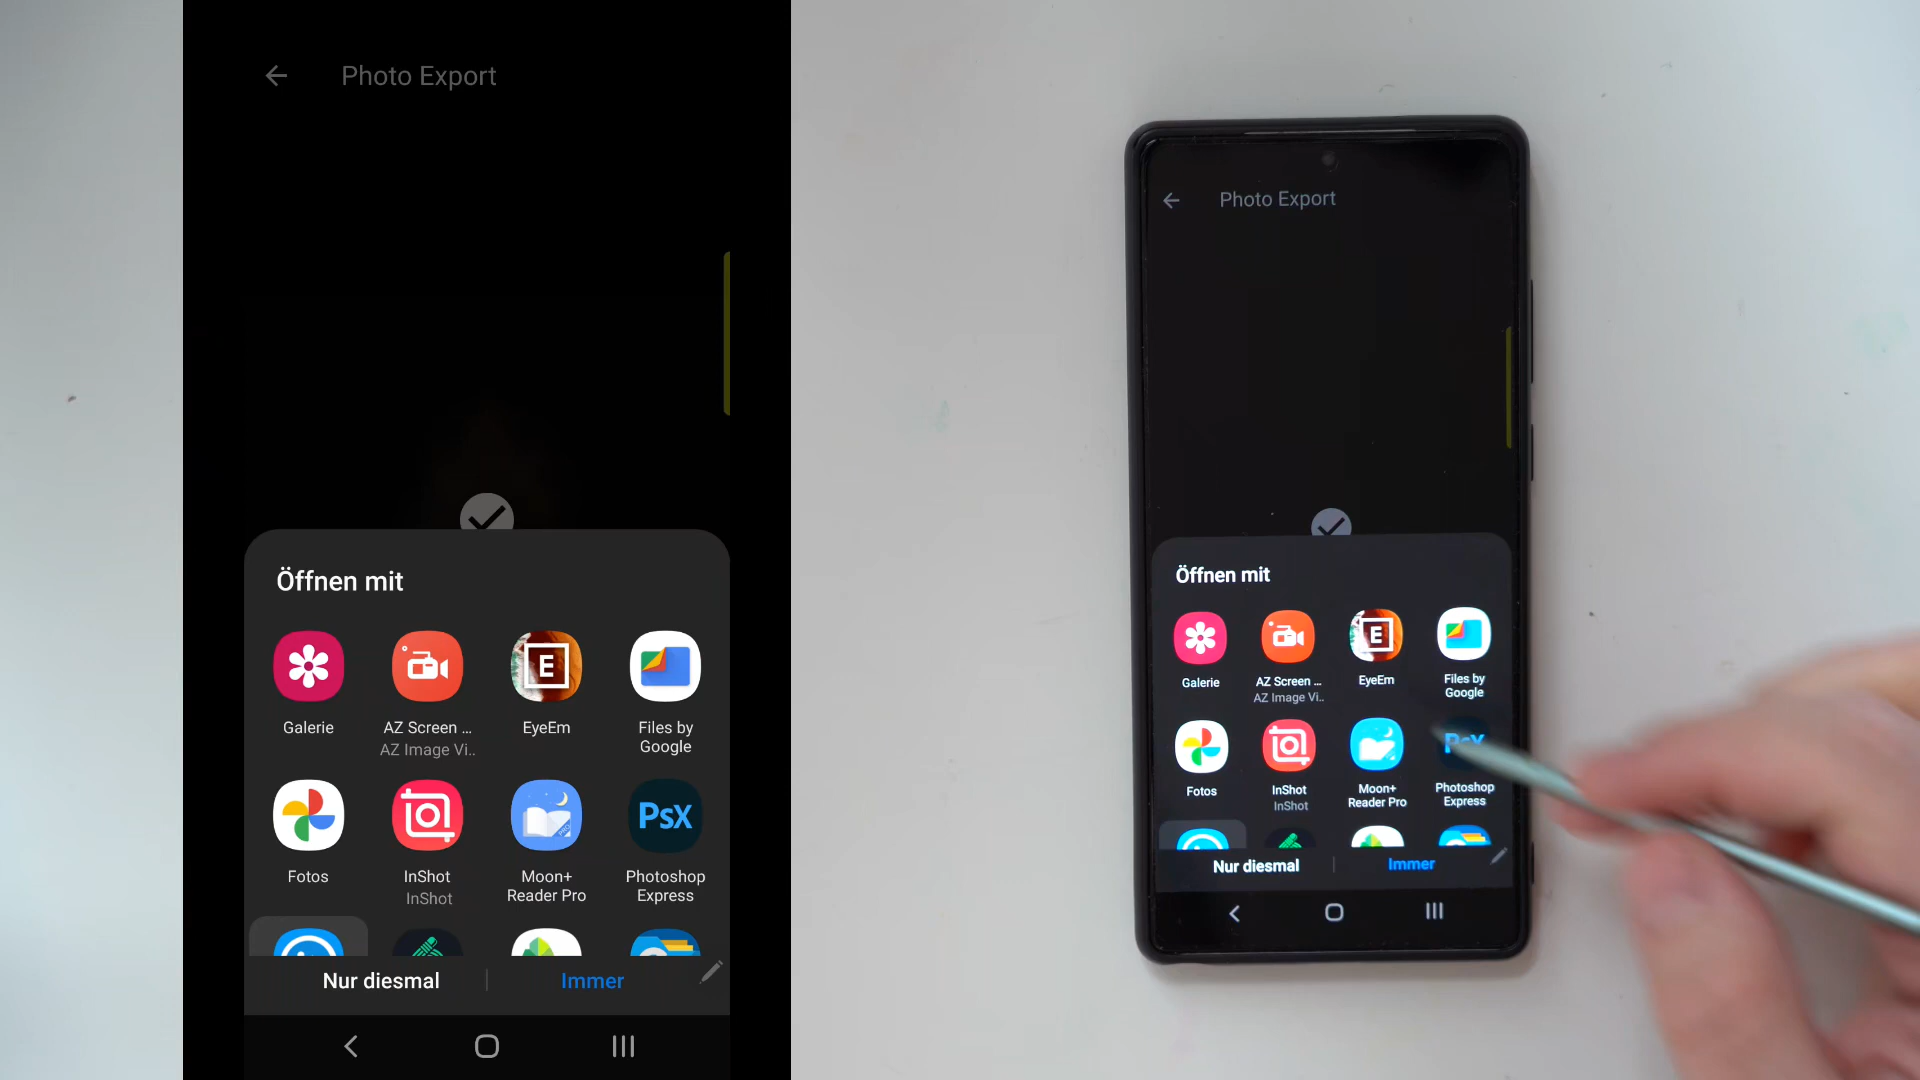 Photo Export
Öffnen mit
Galerie
AZ Screen ...
AZ Image Vi..
EyeEm
E
Files by
Google
Fotos
InShot
InShot
Moon+
Reader Pro
PRO
PsX
Photoshop
Express
Nur diesmal
Immer
Photo Export
Öffnen mit
Galerie
AZ Screen ...
AZ Image Vi..
E
EyeEm
Files by
Google
Fotos
InShot
InShot
Moon+
Reader Pro
PsX
Photoshop
Express
Nur diesmal
Immer